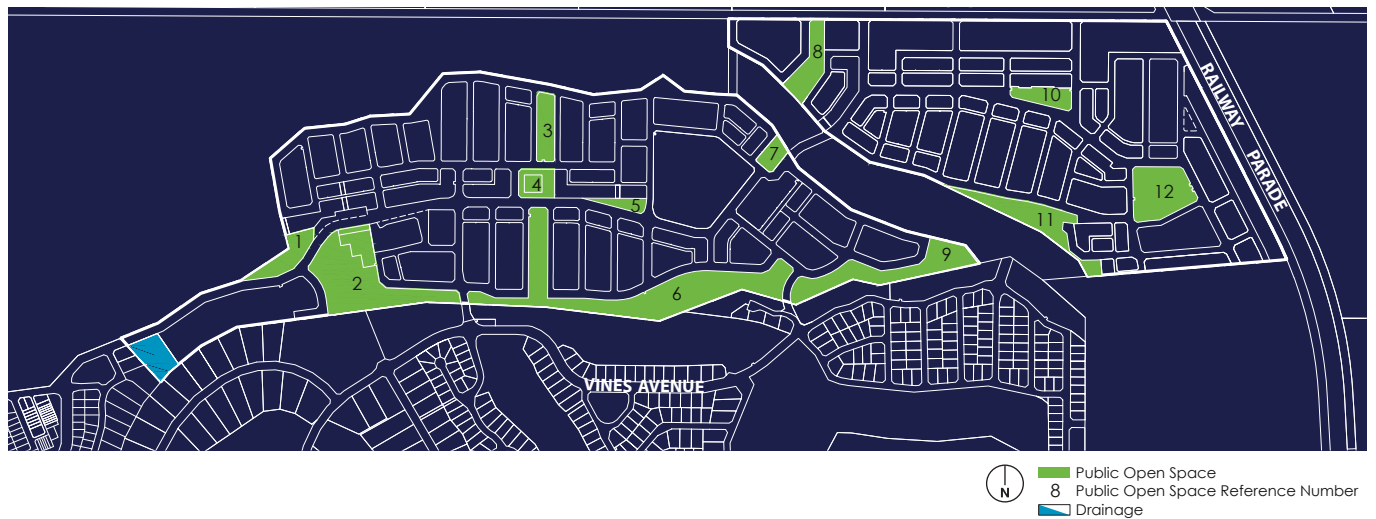 8
RAILWAY PARADE
10
3
7
4
12
5
11
1
9
2
6
VINES AVENUE
N
Public Open Space
8 Public Open Space Reference Number
Drainage